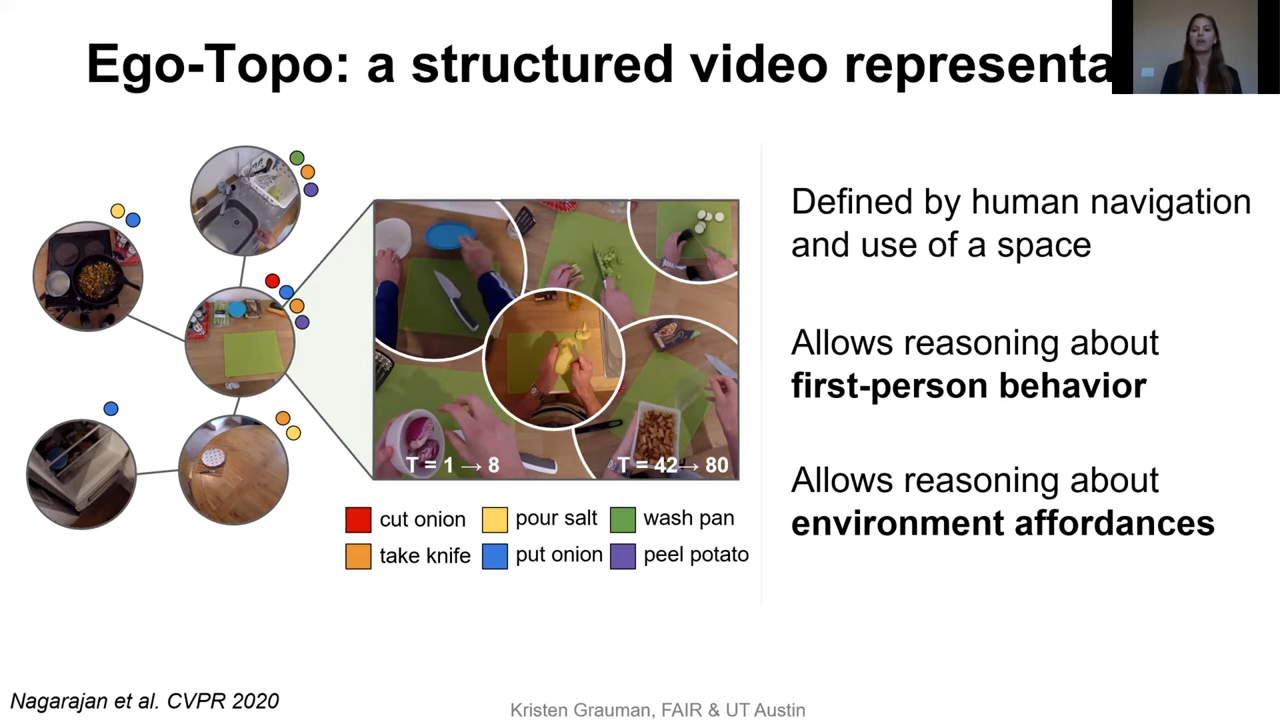 Ego-Topo: a structured video representa
Defined by human navigation
and use of a space
Allows reasoning about
first-person behavior
Allows reasoning about
environment affordances
T = 1 → 8
T = 42→ 80
cut onion
pour salt
wash pan
take knife
put onion
peel potato
Nagarajan et al. CVPR 2020
Kristen Grauman, FAIR & UT Austin